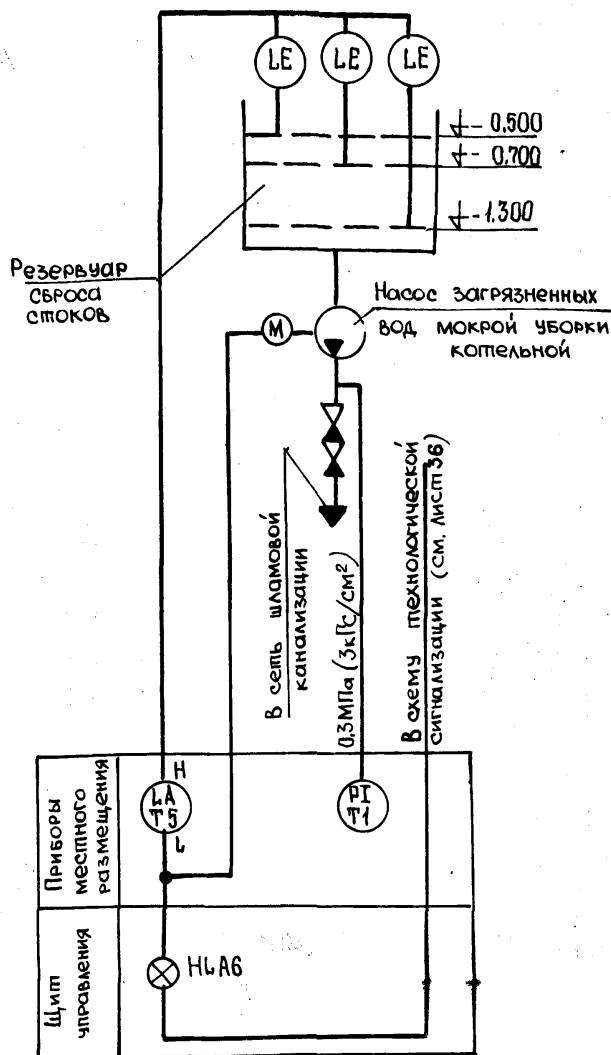 LE LE LE
- 0,500
- 0,700
-1,300
Резервуар
сброса
стоков
Насос загрязненных
вод мокрой уборки
котельной
М
В сеть шламовой
канализации
0,3 МПа (3кГс/см²)
В схему технологической
сигнализации (см. лист 36)
Приборы
местного
размещения
H
LA
T5
L
PI
T1
Щит
управления
HLA6